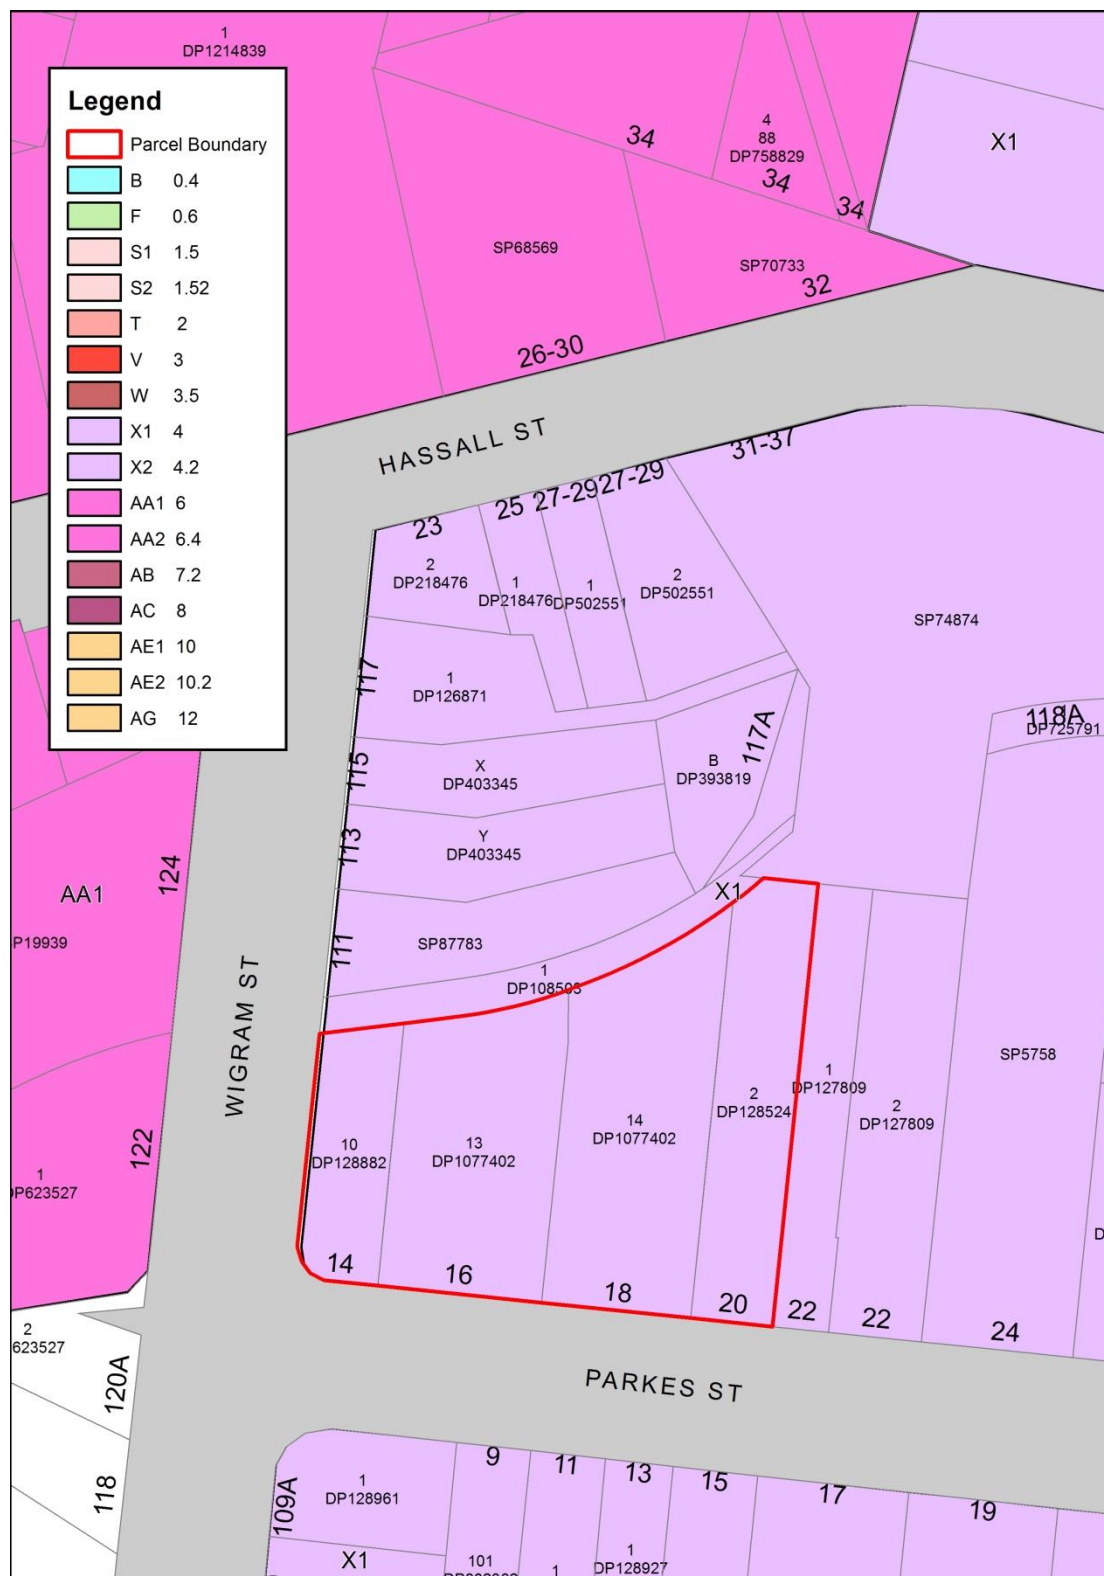 1
DP1214839
Legend
Parcel Boundary
B 0.4
F 0.6
S1 1.5
S2 1.52
T 2
V 3
W 3.5
X1 4
X2 4.2
AA1 6
AA2 6.4
AB 7.2
AC 8
AE1 10
AE2 10.2
AG 12
34
4
88
DP758829
34
34
X1
SP68569
SP70733
32
26-30
HASSALL ST
31-37
23
25
27-29
27-29
2
DP218476
1
DP218476
1
DP502551
2
DP502551
SP74874
117
1
DP126871
118A
1
DP725791
115
X
DP403345
B
DP393819
117A
113
Y
DP403345
124
AA1
P19939
X1
111
SP87783
1
DP108503
WIGRAM ST
SP5758
1
DP127809
2
DP127809
2
DP128524
14
DP1077402
13
DP1077402
10
DP128882
122
1
DP623527
D
14
16
18
20
22
22
24
2
623527
120A
PARKES ST
118
109A
1
DP128961
9
11
13
15
17
19
X1
101
1
1
DP128927